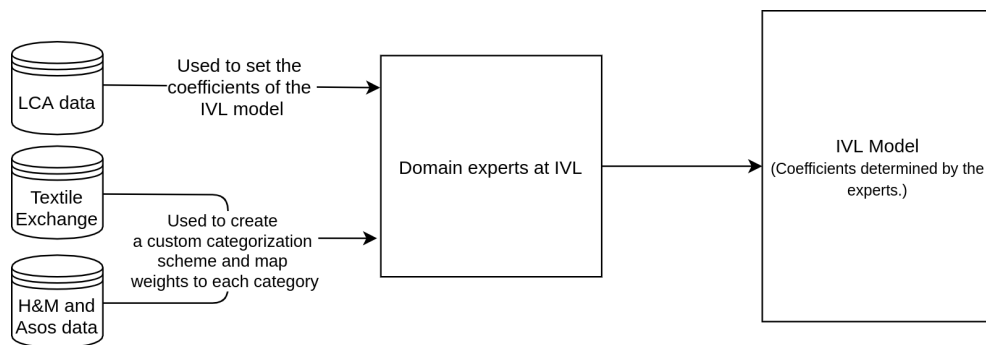 LCA data
Used to set the
coefficients of the
IVL model
Textile
Exchange
Used to create
a custom categorization
scheme and map
weights to each category
H&M and
Asos data
Domain experts at IVL
IVL Model
(Coefficients determined by the
experts.)